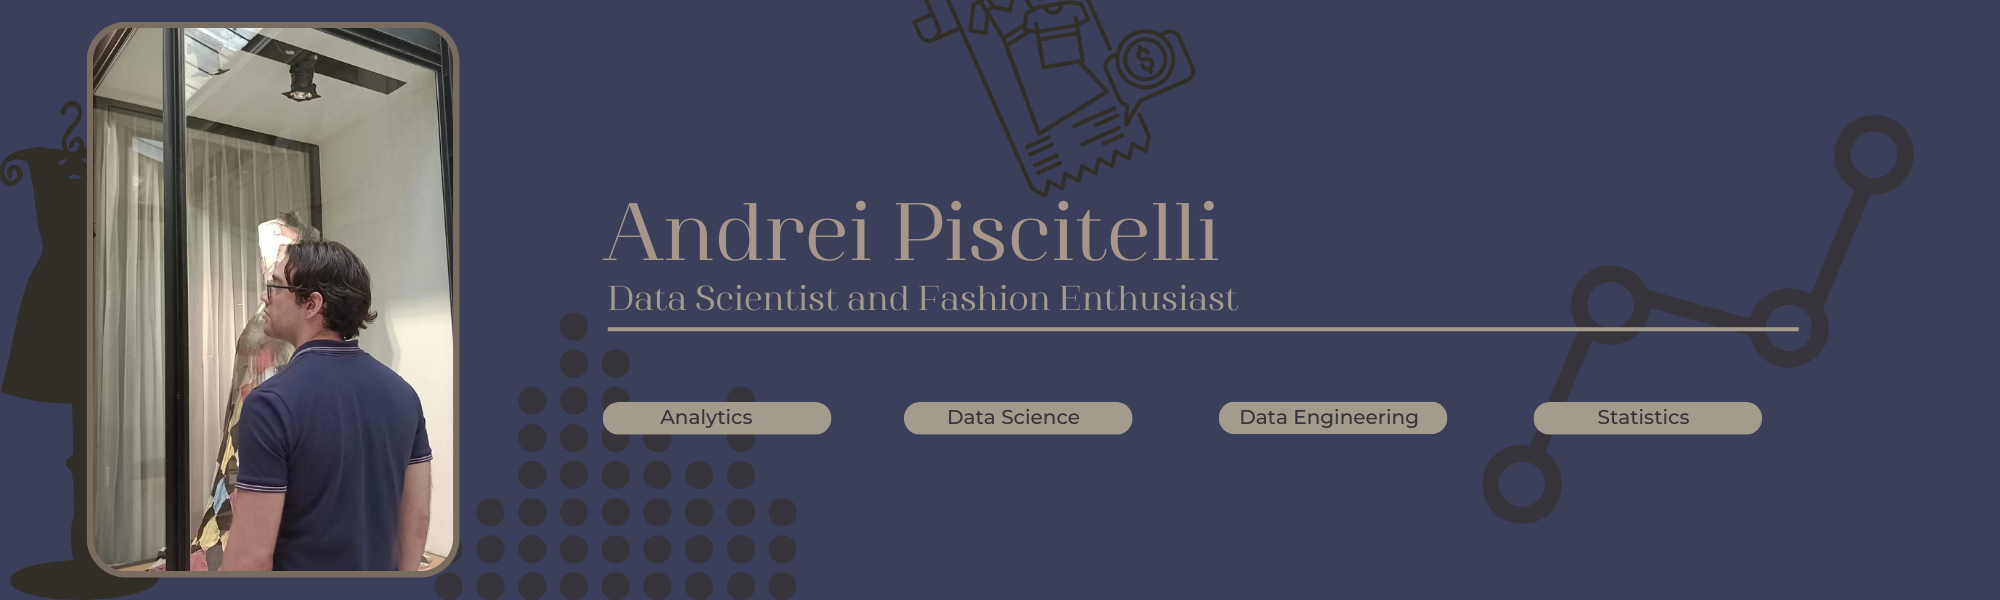 $
Andrei Piscitelli
Data Scientist and Fashion Enthusiast
Analytics
Data Science
Data Engineering
Statistics